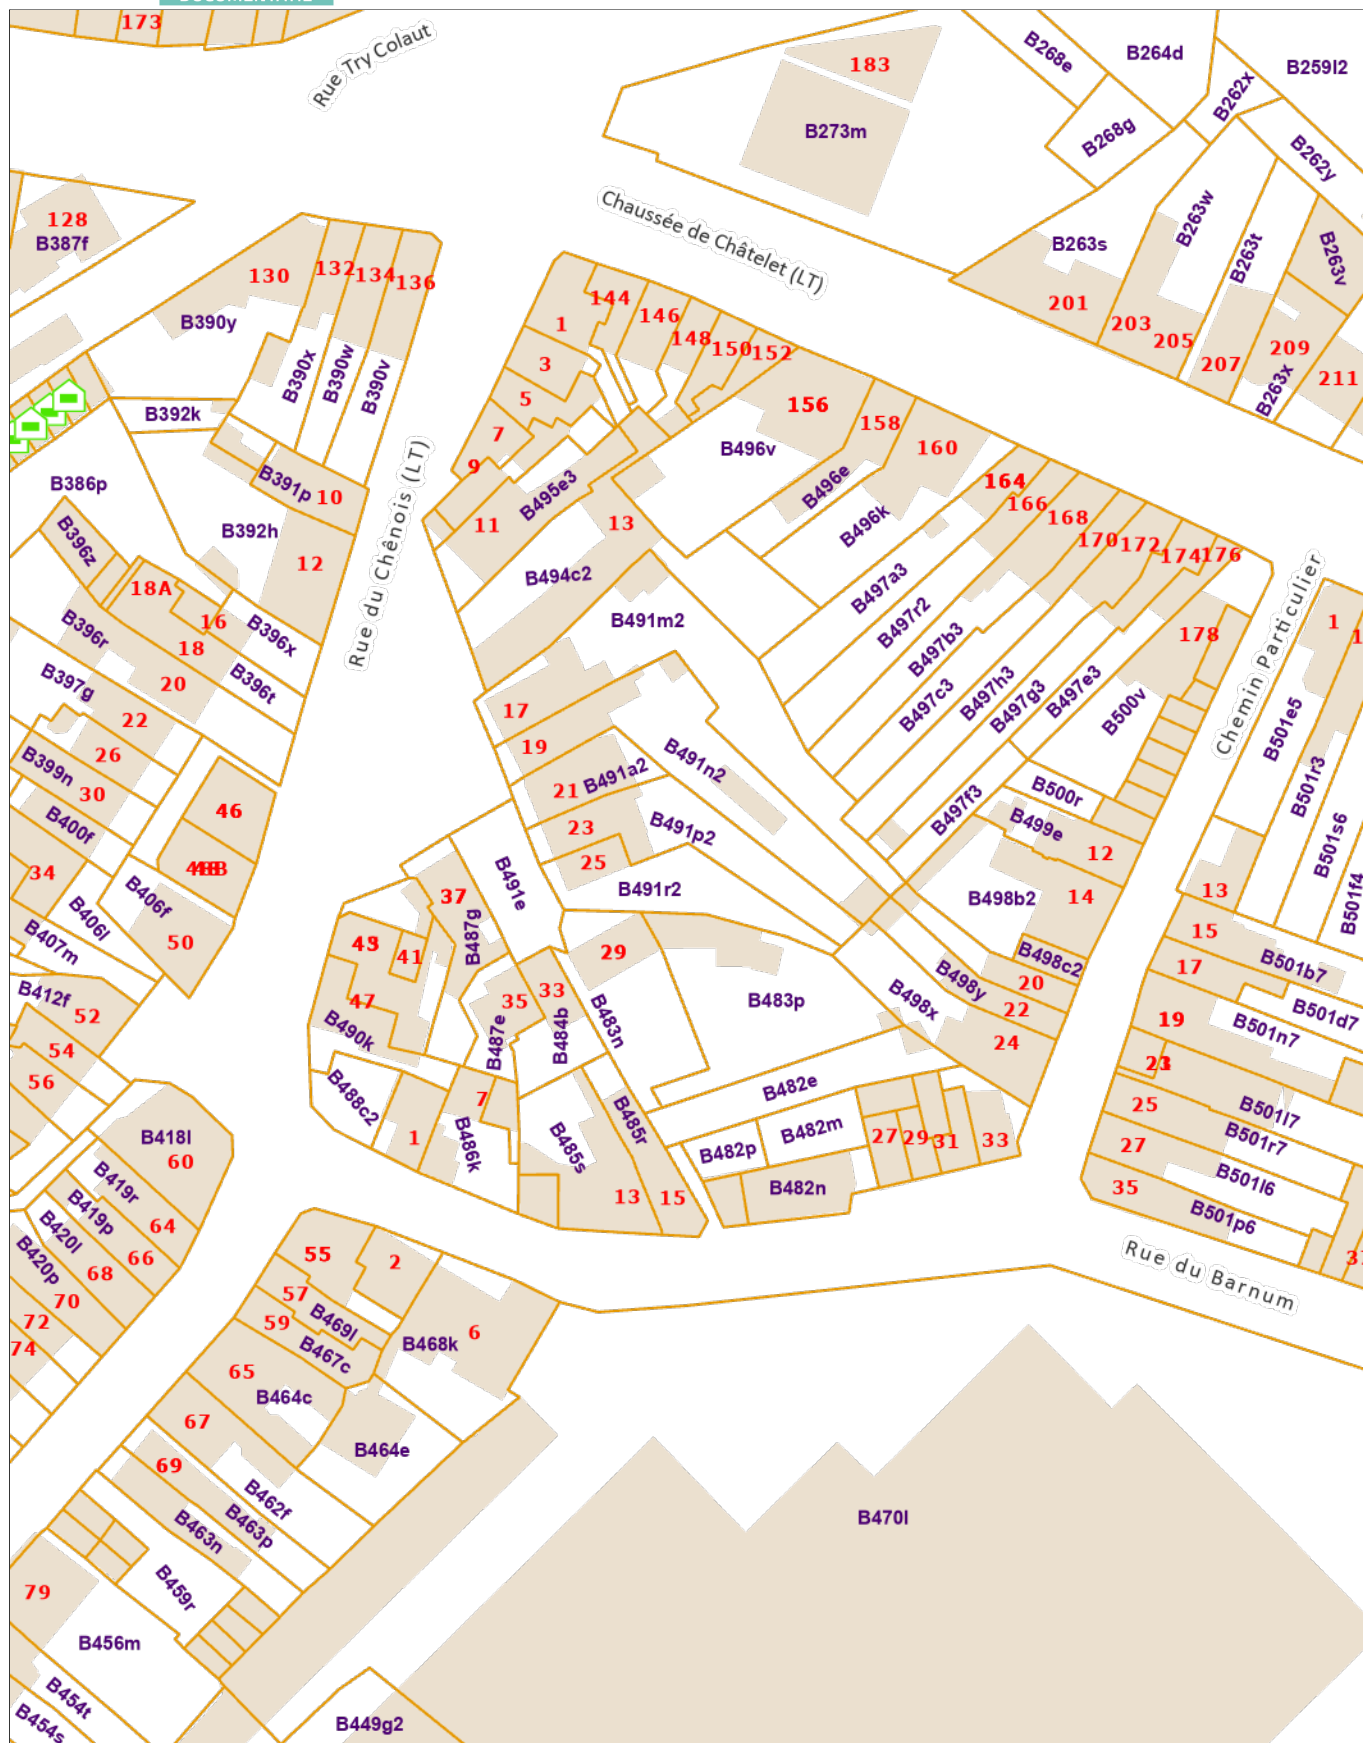 173
Rue Try Colaut
183
B273m
B268e
B264d
B262x
B259l2
B268g
B262y
128
B387f
130
132
134
136
B390y
B390x
B390w
B390v
Chaussée de Châtelet (LT)
B263s
B263w
B263t
B263v
201
203
205
207
209
211
B263x
1
144
146
148
150
152
3
5
7
9
156
158
160
B392k
B386p
B391p
10
B392h
12
Rue du Chênois (LT)
B495e3
11
13
B496v
B496e
B496k
164
166
168
170
172
174
176
B494c2
B491m2
B497a3
B497r2
B497b3
B497c3
B497h3
B497g3
B497e3
178
B500v
Chemin Particulier
1
B396z
18A
16
18
20
B396r
B396x
B396t
B397g
22
26
B399n
30
B400f
34
46
B406f
B406l
B407m
50
17
19
21
B491a2
B491n2
23
25
B491p2
B491r2
B491e
B497f3
B500r
B499e
12
B498b2
14
B498c2
20
22
24
B498y
B498x
B501e5
B501r3
B501s6
B501f4
13
15
17
B501b7
B501d7
19
B501n7
25
B501l7
B501r7
27
B501l6
35
B501p6
37
B487g
43
41
47
B490k
B412f
52
54
56
35
33
B487e
B484b
B483n
29
B483p
B488c2
1
7
B486k
B485s
B485r
13
15
B482e
B482p
B482m
B482n
27
29
31
33
B418l
60
B419r
64
B419p
66
B420l
68
B420p
70
72
74
Rue du Barnum
55
2
57
B469l
59
B467c
B468k
6
65
B464c
67
B464e
69
B462f
B463p
B463n
B459r
B470l
79
B456m
B454t
B454s
B449g2